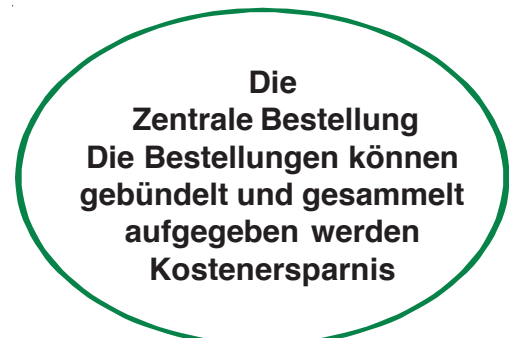 Die
Zentrale Bestellung
Die Bestellungen können
gebündelt und gesammelt
aufgegeben werden
Kostenersparnis